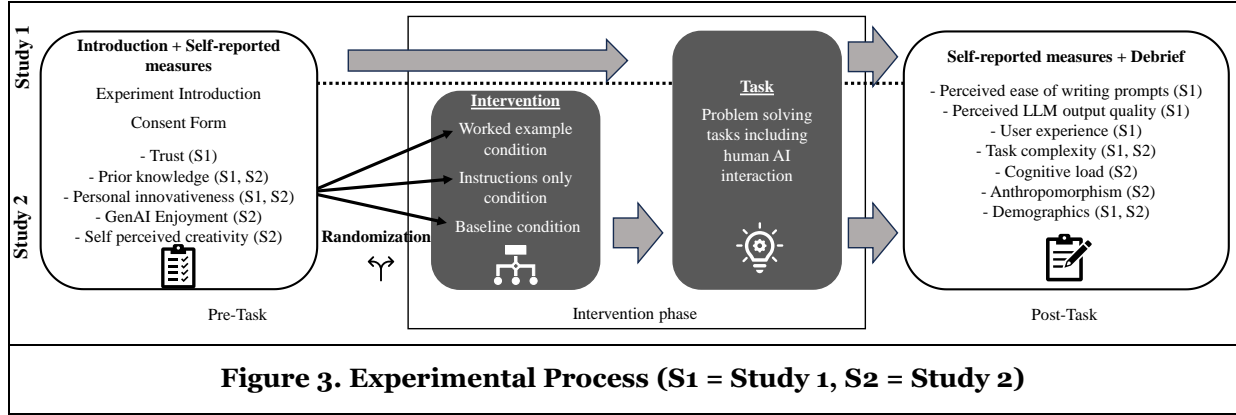 Study 1
Study 2
Introduction + Self-reported
measures
Experiment Introduction
Consent Form
- Trust (S1)
- Prior knowledge (S1, S2)
- Personal innovativeness (S1, S2)
- GenAI Enjoyment (S2)
- Self perceived creativity (S2)
Pre-Task
Randomization
Intervention
Worked example
condition
Instructions only
condition
Baseline condition
Task
Problem solving
tasks including
human AI
interaction
Intervention phase
Self-reported measures + Debrief
- Perceived ease of writing prompts (S1)
- Perceived LLM output quality (S1)
- User experience (S1)
- Task complexity (S1, S2)
- Cognitive load (S2)
- Anthropomorphism (S2)
- Demographics (S1, S2)
Post-Task
Figure 3. Experimental Process (S1 = Study 1, S2 = Study 2)